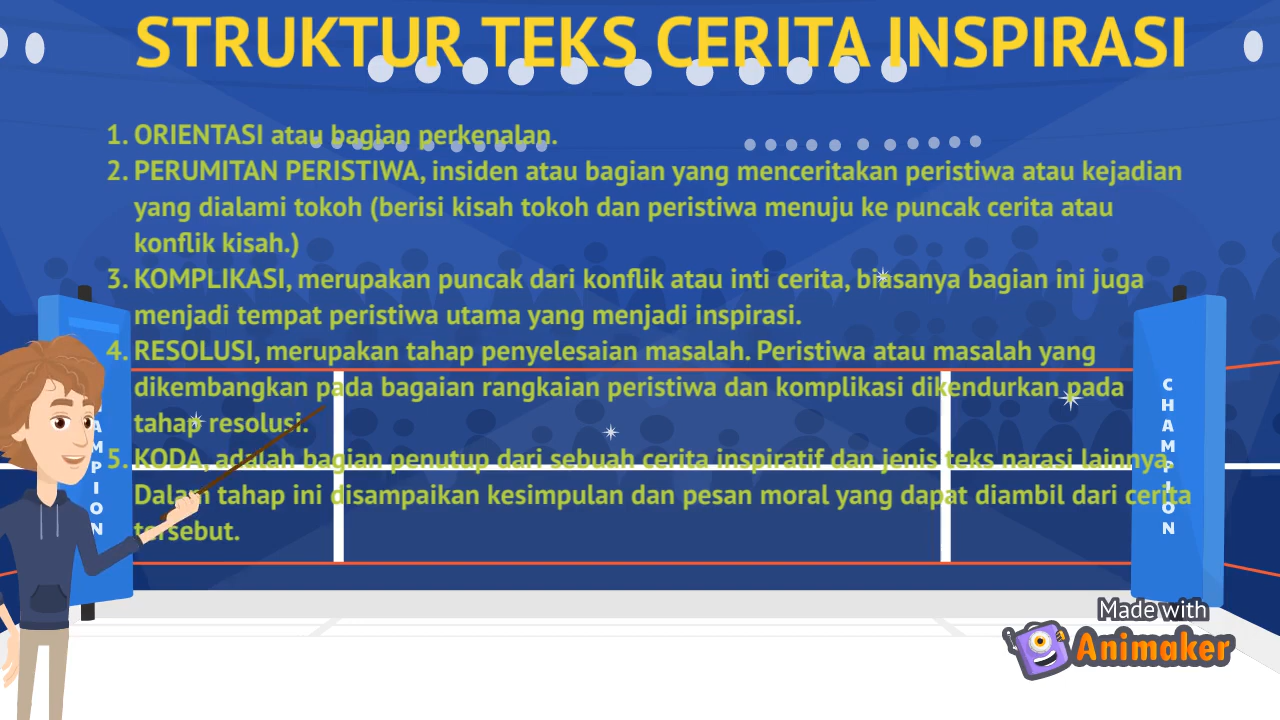 STRUKTUR TEKS CERITA INSPIRASI
1. ORIENTASI atau bagian perkenalan.
2. PERUMITAN PERISTIWA, insiden atau bagian yang menceritakan peristiwa atau kejadian
yang dialami tokoh (berisi kisah tokoh dan peristiwa menuju ke puncak cerita atau
konflik kisah.)
3. KOMPLIKASI, merupakan puncak dari konflik atau inti cerita, biasanya bagian ini juga
menjadi tempat peristiwa utama yang menjadi inspirasi.
4. RESOLUSI, merupakan tahap penyelesaian masalah. Peristiwa atau masalah yang
dikembangkan pada bagaian rangkaian peristiwa dan komplikasi dikendurkan pada
tahap resolusi.
5. KODA, adalah bagian penutup dari sebuah cerita inspiratif dan jenis teks narasi lainnya.
Dalam tahap ini disampaikan kesimpulan dan pesan moral yang dapat diambil dari cerita
tersebut.
CHAMPION
Made with
Animaker